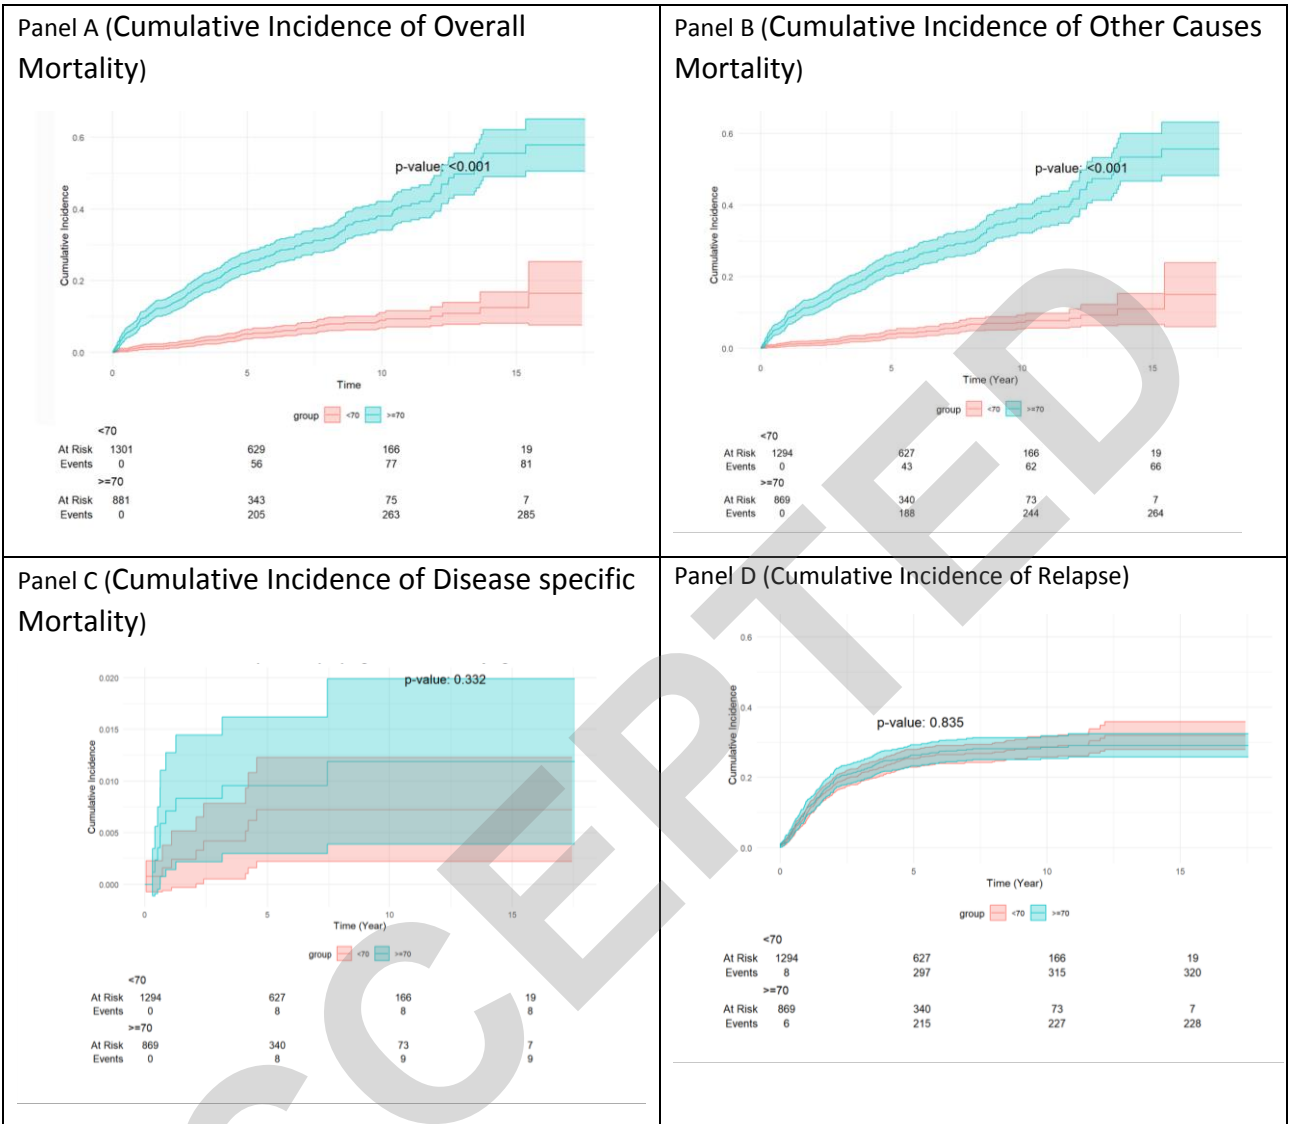 Panel A (Cumulative Incidence of Overall
Mortality)
0.6
0.4
0.2
0.0
Cumulative Incidence
p-value: <0.001
0 5 10 15
Time
group <70 >=70
<70
At Risk 1301 629 166 19
Events 0 56 77 81
>=70
At Risk 881 343 75 7
Events 0 205 263 285
Panel B (Cumulative Incidence of Other Causes
Mortality)
0.6
0.4
0.2
0.0
Cumulative Incidence
p-value: <0.001
0 5 10 15
Time (Year)
group <70 >=70
<70
At Risk 1294 627 166 19
Events 0 43 62 66
>=70
At Risk 869 340 73 7
Events 0 188 244 264
Panel C (Cumulative Incidence of Disease specific
Mortality)
0.020
0.015
0.010
0.005
0.000
Cumulative Incidence
p-value: 0.332
0 5 10 15
Time (Year)
group <70 >=70
<70
At Risk 1294 627 166 19
Events 0 8 8 8
>=70
At Risk 869 340 73 7
Events 0 8 9 9
Panel D (Cumulative Incidence of Relapse)
0.6
0.4
0.2
0.0
Cumulative Incidence
p-value: 0.835
0 5 10 15
Time (Year)
group <70 >=70
<70
At Risk 1294 627 166 19
Events 8 297 315 320
>=70
At Risk 869 340 73 7
Events 6 215 227 228
CCEPTED